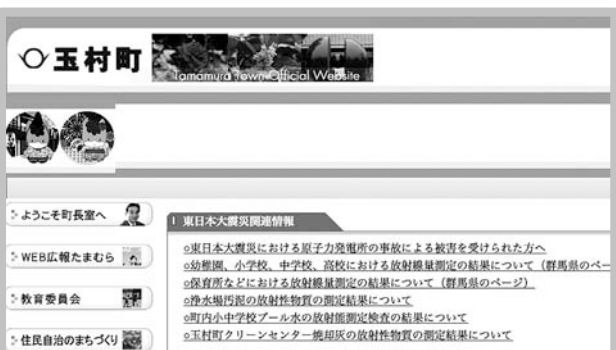 玉村町
Tamamura Town Official Website
ようこそ町長室へ
WEB広報たまむら
教育委員会
住民自治のまちづくり
東日本大震災関連情報
○東日本大震災における原子力発電所の事故による被害を受けられた方へ
○幼稚園、小学校、中学校、高校における放射線量測定の結果について（群馬県のペー
○保育所などにおける放射線量測定の結果について（群馬県のページ）
○浄水場汚泥の放射性物質の測定結果について
○町内小中学校プール水の放射能測定検査の結果について
○玉村町クリーンセンター焼却灰の放射性物質の測定結果について